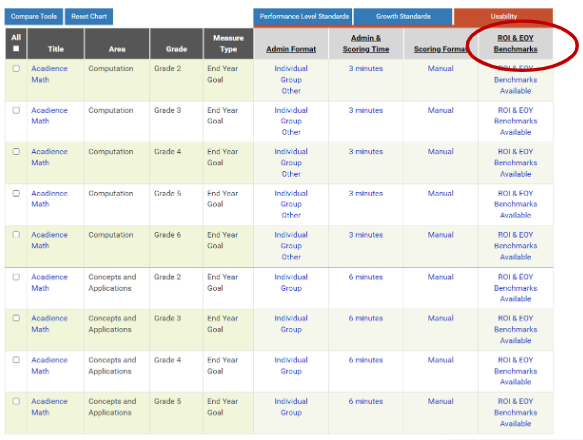 Compare Tools Reset Chart Performance Level Standards Growth Standards Usability
All Title Area Grade Measure Type Admin Format Admin & Scoring Time Scoring Format ROI & EOY Benchmarks
Acadience Math Computation Grade 2 End Year Goal Individual Group Other 3 minutes Manual ROI & EOY Benchmarks Available
Acadience Math Computation Grade 3 End Year Goal Individual Group Other 3 minutes Manual ROI & EOY Benchmarks Available
Acadience Math Computation Grade 4 End Year Goal Individual Group Other 3 minutes Manual ROI & EOY Benchmarks Available
Acadience Math Computation Grade 5 End Year Goal Individual Group Other 3 minutes Manual ROI & EOY Benchmarks Available
Acadience Math Computation Grade 6 End Year Goal Individual Group Other 3 minutes Manual ROI & EOY Benchmarks Available
Acadience Math Concepts and Applications Grade 2 End Year Goal Individual Group 6 minutes Manual ROI & EOY Benchmarks Available
Acadience Math Concepts and Applications Grade 3 End Year Goal Individual Group 6 minutes Manual ROI & EOY Benchmarks Available
Acadience Math Concepts and Applications Grade 4 End Year Goal Individual Group 6 minutes Manual ROI & EOY Benchmarks Available
Acadience Math Concepts and Applications Grade 5 End Year Goal Individual Group 6 minutes Manual ROI & EOY Benchmarks Available